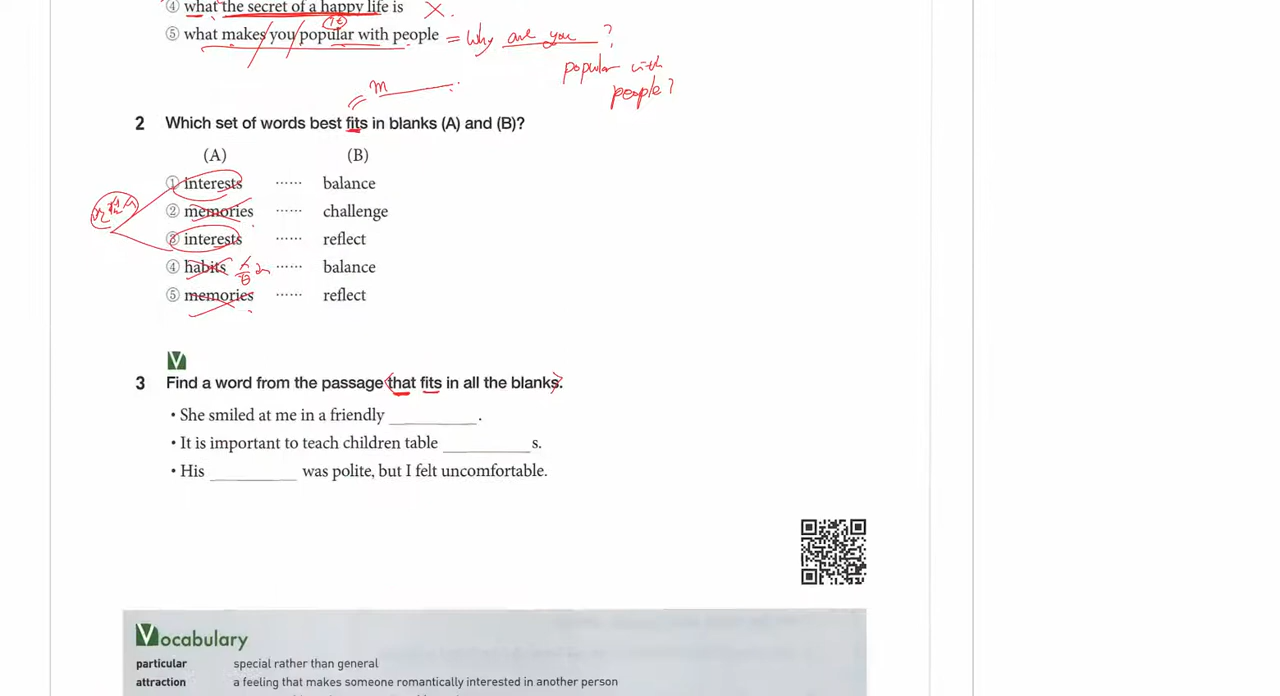 ④ what the secret of a happy life is ×.
⑤ what makes you popular with people = Why are you ?
popular with
people?
2 Which set of words best fits in blanks (A) and (B)?
(A) (B)
① interests ...... balance
② memories ...... challenge
③ interests ...... reflect
④ habits ...... balance
⑤ memories ...... reflect
V
3 Find a word from the passage that fits in all the blanks.
• She smiled at me in a friendly __________.
• It is important to teach children table __________s.
• His __________ was polite, but I felt uncomfortable.
Vocabulary
particular special rather than general
attraction a feeling that makes someone romantically interested in another person